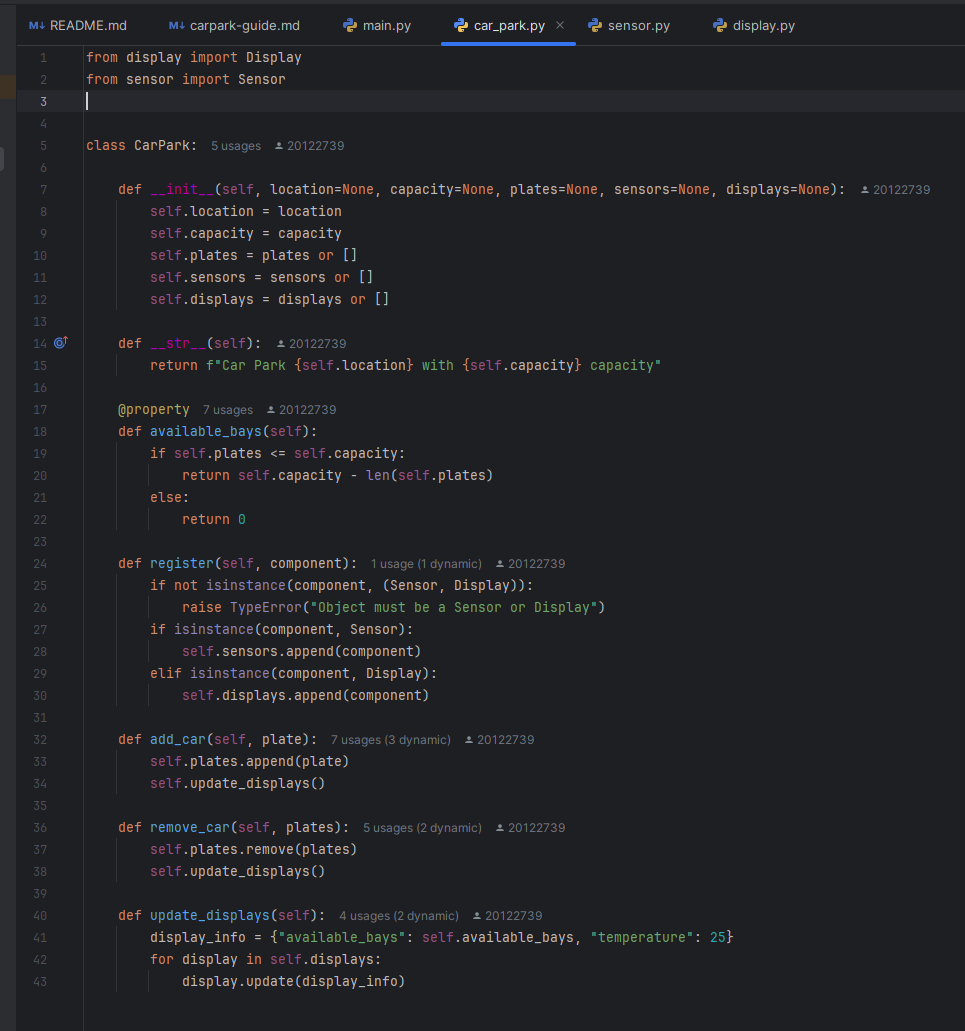 M↓ README.md M↓ carpark-guide.md main.py car_park.py × sensor.py display.py
1 from display import Display
2 from sensor import Sensor
3
4
5 class CarPark: 5 usages 20122739
6
7     def __init__(self, location=None, capacity=None, plates=None, sensors=None, displays=None): 20122739
8         self.location = location
9         self.capacity = capacity
10         self.plates = plates or []
11         self.sensors = sensors or []
12         self.displays = displays or []
13
14     def __str__(self): 20122739
15         return f"Car Park {self.location} with {self.capacity} capacity"
16
17     @property 7 usages 20122739
18     def available_bays(self):
19         if self.plates <= self.capacity:
20             return self.capacity - len(self.plates)
21         else:
22             return 0
23
24     def register(self, component): 1 usage (1 dynamic) 20122739
25         if not isinstance(component, (Sensor, Display)):
26             raise TypeError("Object must be a Sensor or Display")
27         if isinstance(component, Sensor):
28             self.sensors.append(component)
29         elif isinstance(component, Display):
30             self.displays.append(component)
31
32     def add_car(self, plate): 7 usages (3 dynamic) 20122739
33         self.plates.append(plate)
34         self.update_displays()
35
36     def remove_car(self, plates): 5 usages (2 dynamic) 20122739
37         self.plates.remove(plates)
38         self.update_displays()
39
40     def update_displays(self): 4 usages (2 dynamic) 20122739
41         display_info = {"available_bays": self.available_bays, "temperature": 25}
42         for display in self.displays:
43             display.update(display_info)